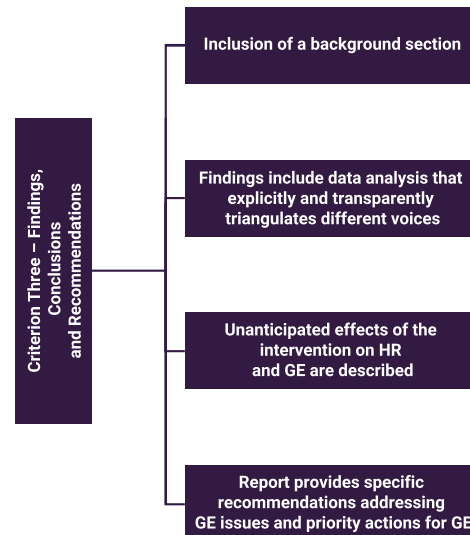 Criterion Three – Findings,
Conclusions
and Recommendations
Inclusion of a background section
Findings include data analysis that
explicitly and transparently
triangulates different voices
Unanticipated effects of the
intervention on HR
and GE are described
Report provides specific
recommendations addressing
GE issues and priority actions for GE